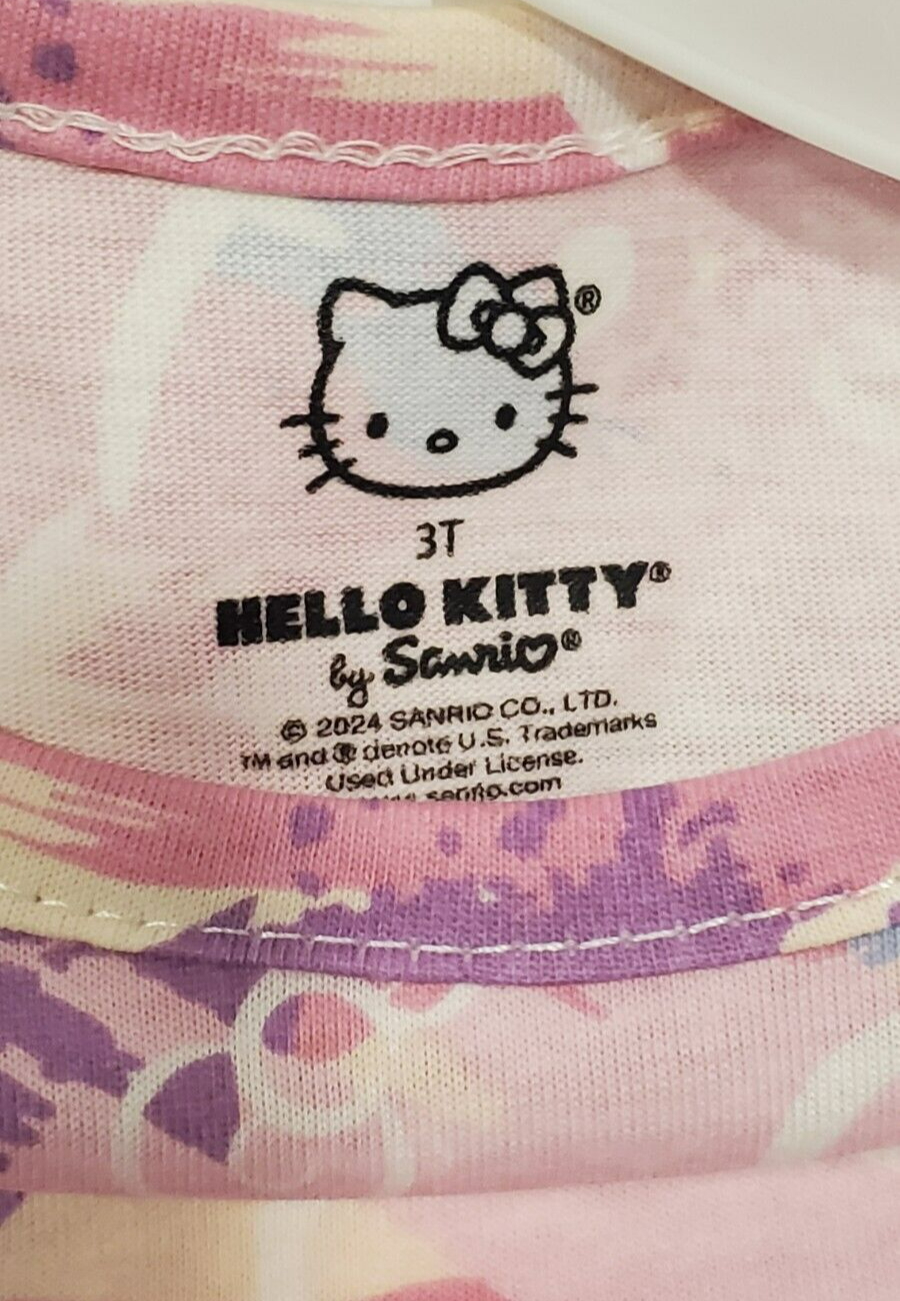 ®
3T
HELLO KITTY®
by Sanrio®
© 2024 SANRIO CO., LTD.
TM and ® denote U.S. Trademarks
Used Under License.
sanrio.com